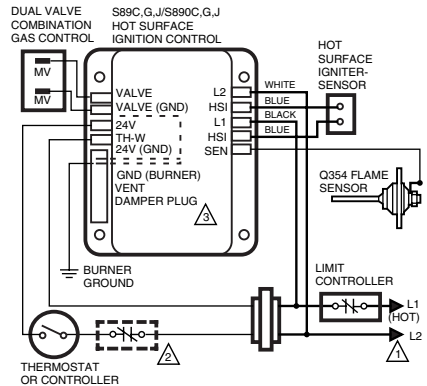 DUAL VALVE
COMBINATION
GAS CONTROL
S89C,G,J/S890C,G,J
HOT SURFACE
IGNITION CONTROL
HOT
SURFACE
IGNITER-
SENSOR
MV
MV
VALVE
VALVE (GND)
24V
TH-W
24V (GND)
GND (BURNER)
VENT
DAMPER PLUG
3
L2
HSI
L1
HSI
SEN
WHITE
BLUE
BLACK
BLUE
Q354 FLAME
SENSOR
BURNER
GROUND
LIMIT
CONTROLLER
L1
(HOT)
L2
1
2
THERMOSTAT
OR CONTROLLER